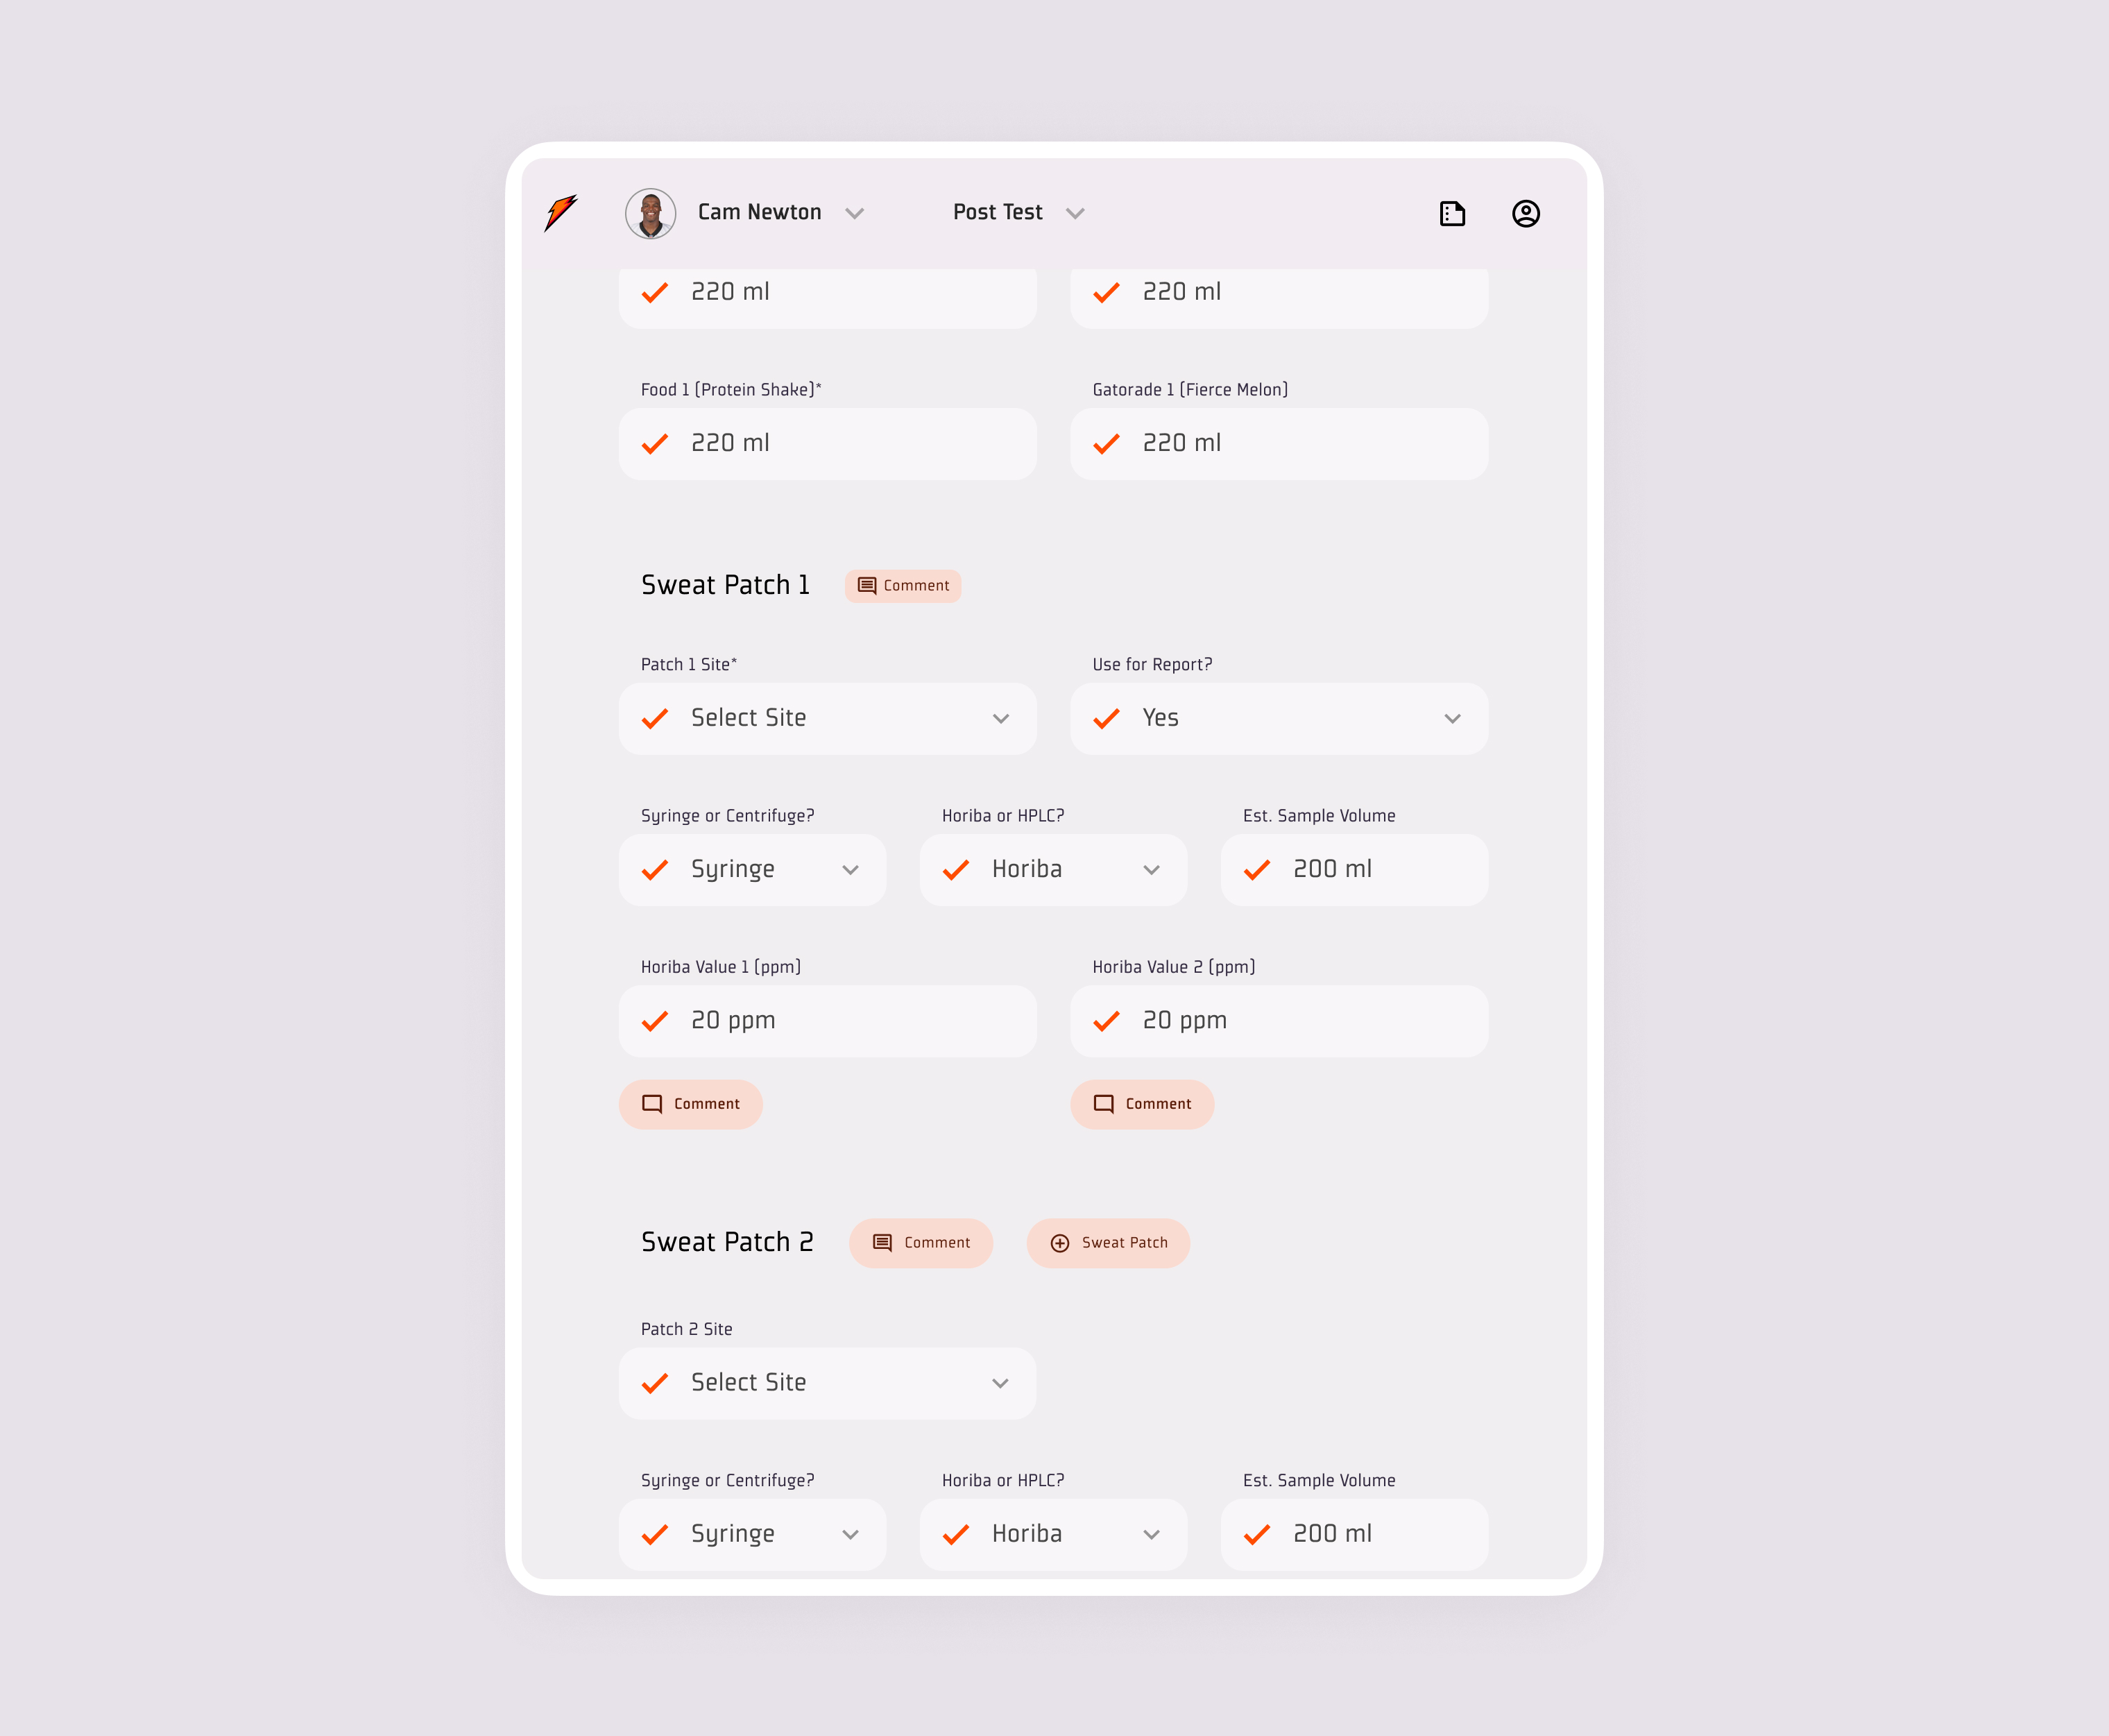 Cam Newton
Post Test
220 ml
220 ml
Food 1 (Protein Shake)*
Gatorade 1 (Fierce Melon)
220 ml
220 ml
Sweat Patch 1
Comment
Patch 1 Site*
Use for Report?
Select Site
Yes
Syringe or Centrifuge?
Horiba or HPLC?
Est. Sample Volume
Syringe
Horiba
200 ml
Horiba Value 1 (ppm)
Horiba Value 2 (ppm)
20 ppm
20 ppm
Comment
Comment
Sweat Patch 2
Comment
Sweat Patch
Patch 2 Site
Select Site
Syringe or Centrifuge?
Horiba or HPLC?
Est. Sample Volume
Syringe
Horiba
200 ml